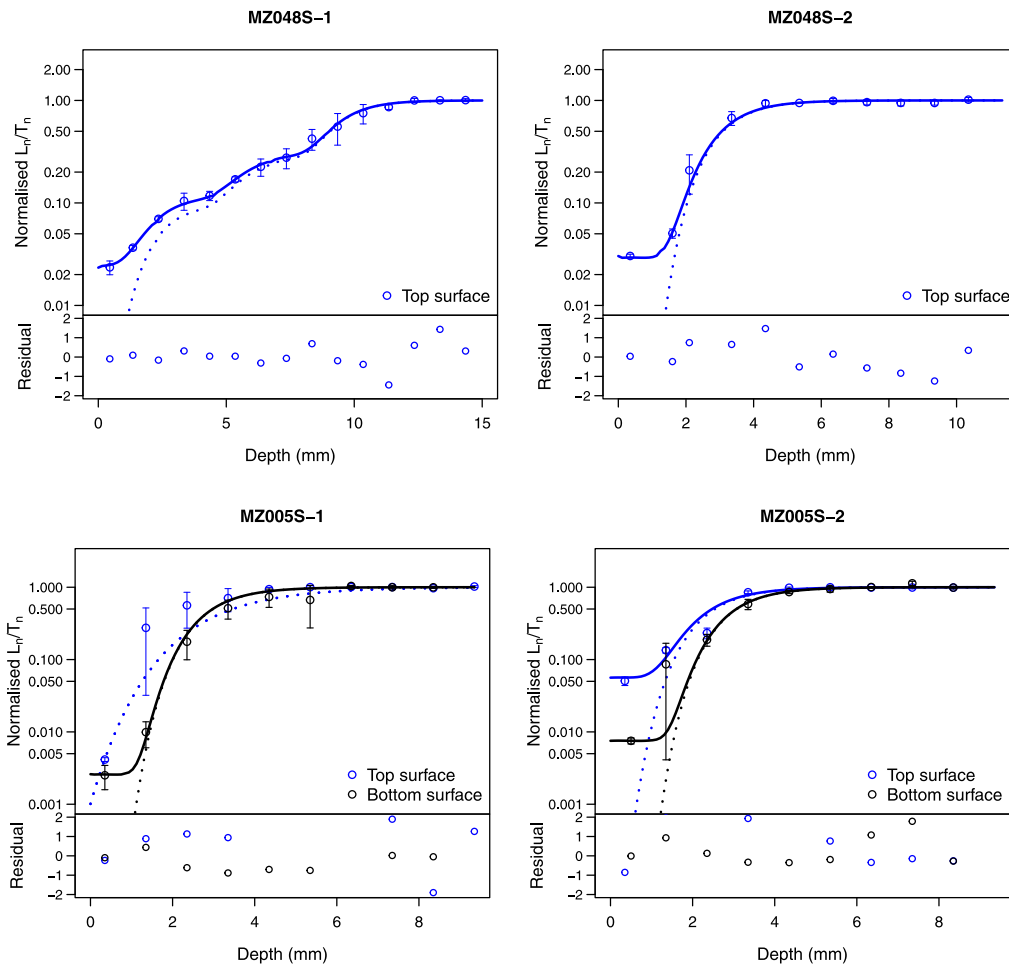 MZ048S−1
Normalised Ln/Tn
2.00
1.00
0.50
0.20
0.10
0.05
0.02
0.01
Top surface
Residual
2
1
0
−1
−2
0 5 10 15
Depth (mm)
MZ048S−2
Normalised Ln/Tn
2.00
1.00
0.50
0.20
0.10
0.05
0.02
0.01
Top surface
Residual
2
1
0
−1
−2
0 2 4 6 8 10
Depth (mm)
MZ005S−1
Normalised Ln/Tn
1.000
0.500
0.100
0.050
0.010
0.005
0.001
Top surface
Bottom surface
Residual
2
1
0
−1
−2
0 2 4 6 8
Depth (mm)
MZ005S−2
Normalised Ln/Tn
1.000
0.500
0.100
0.050
0.010
0.005
0.001
Top surface
Bottom surface
Residual
2
1
0
−1
−2
0 2 4 6 8
Depth (mm)